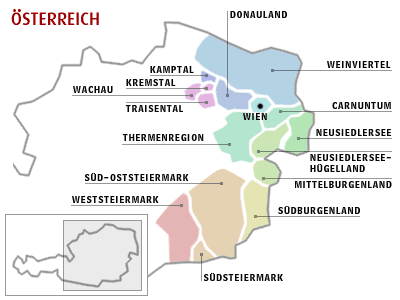 ÖSTERREICH
DONAULAND
KAMPTAL
WEINVIERTEL
KREMSTAL
WACHAU
TRAISENTAL
CARNUNTUM
WIEN
NEUSIEDLERSEE
THERMENREGION
NEUSIEDLERSEE-
HÜGELLAND
SÜD-OSTSTEIERMARK
MITTELBURGENLAND
WESTSTEIERMARK
SÜDBURGENLAND
SÜDSTEIERMARK